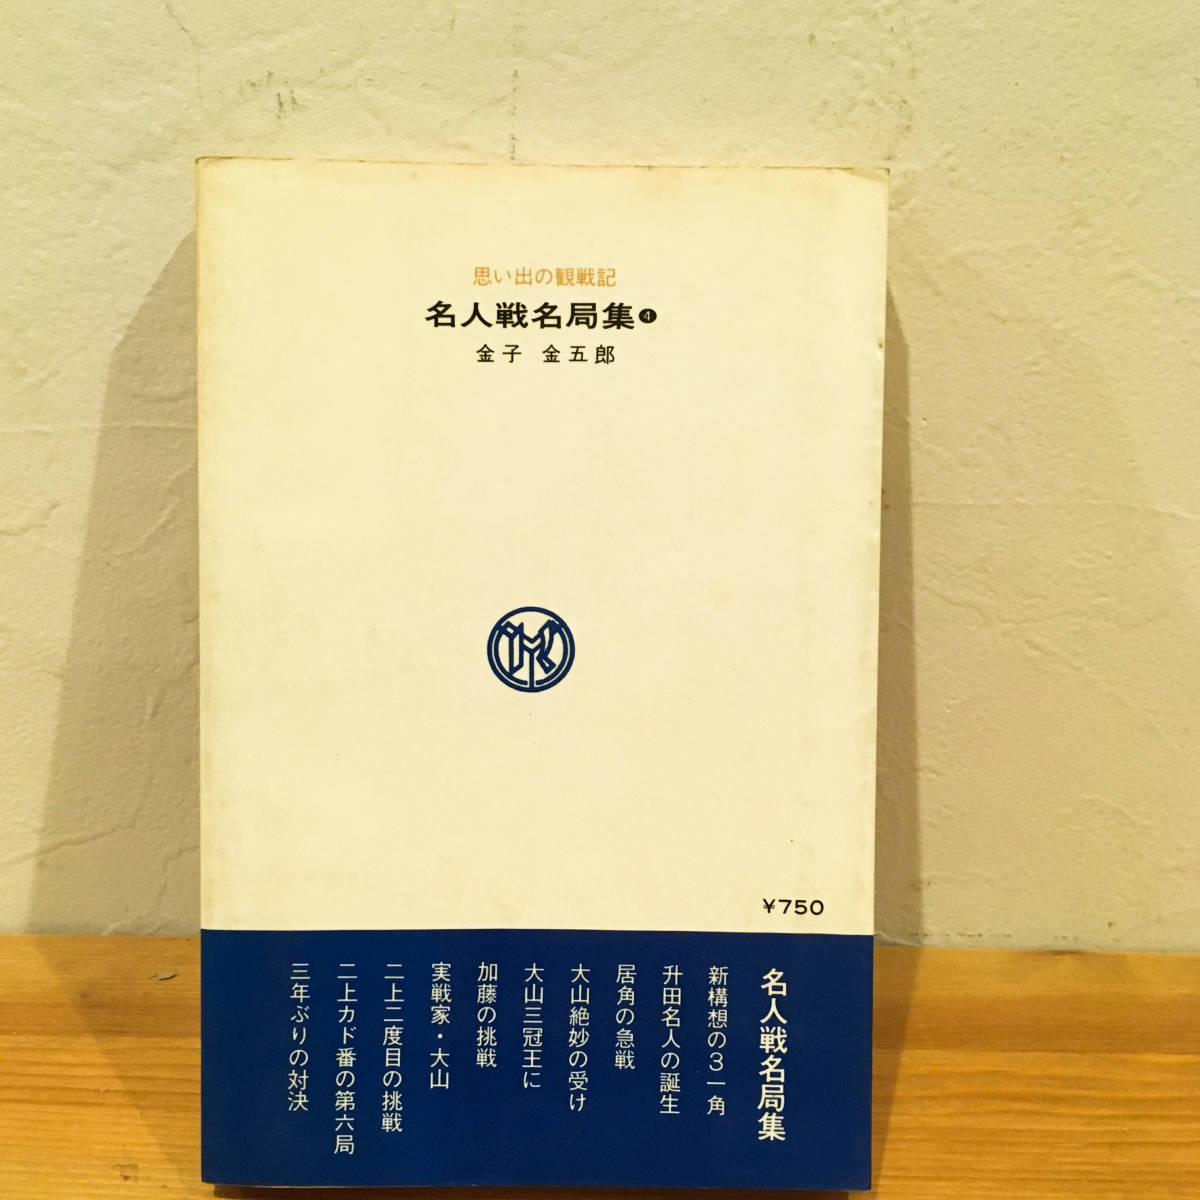 思い出の観戦記
名人戦名局集❹
金子 金五郎
¥750
名人戦名局集
新構想の3一角
升田名人の誕生
居角の急戦
大山絶妙の受け
大山三冠王に
加藤の挑戦
実戦家・大山
二上二度目の挑戦
二上カド番の第六局
三年ぶりの対決